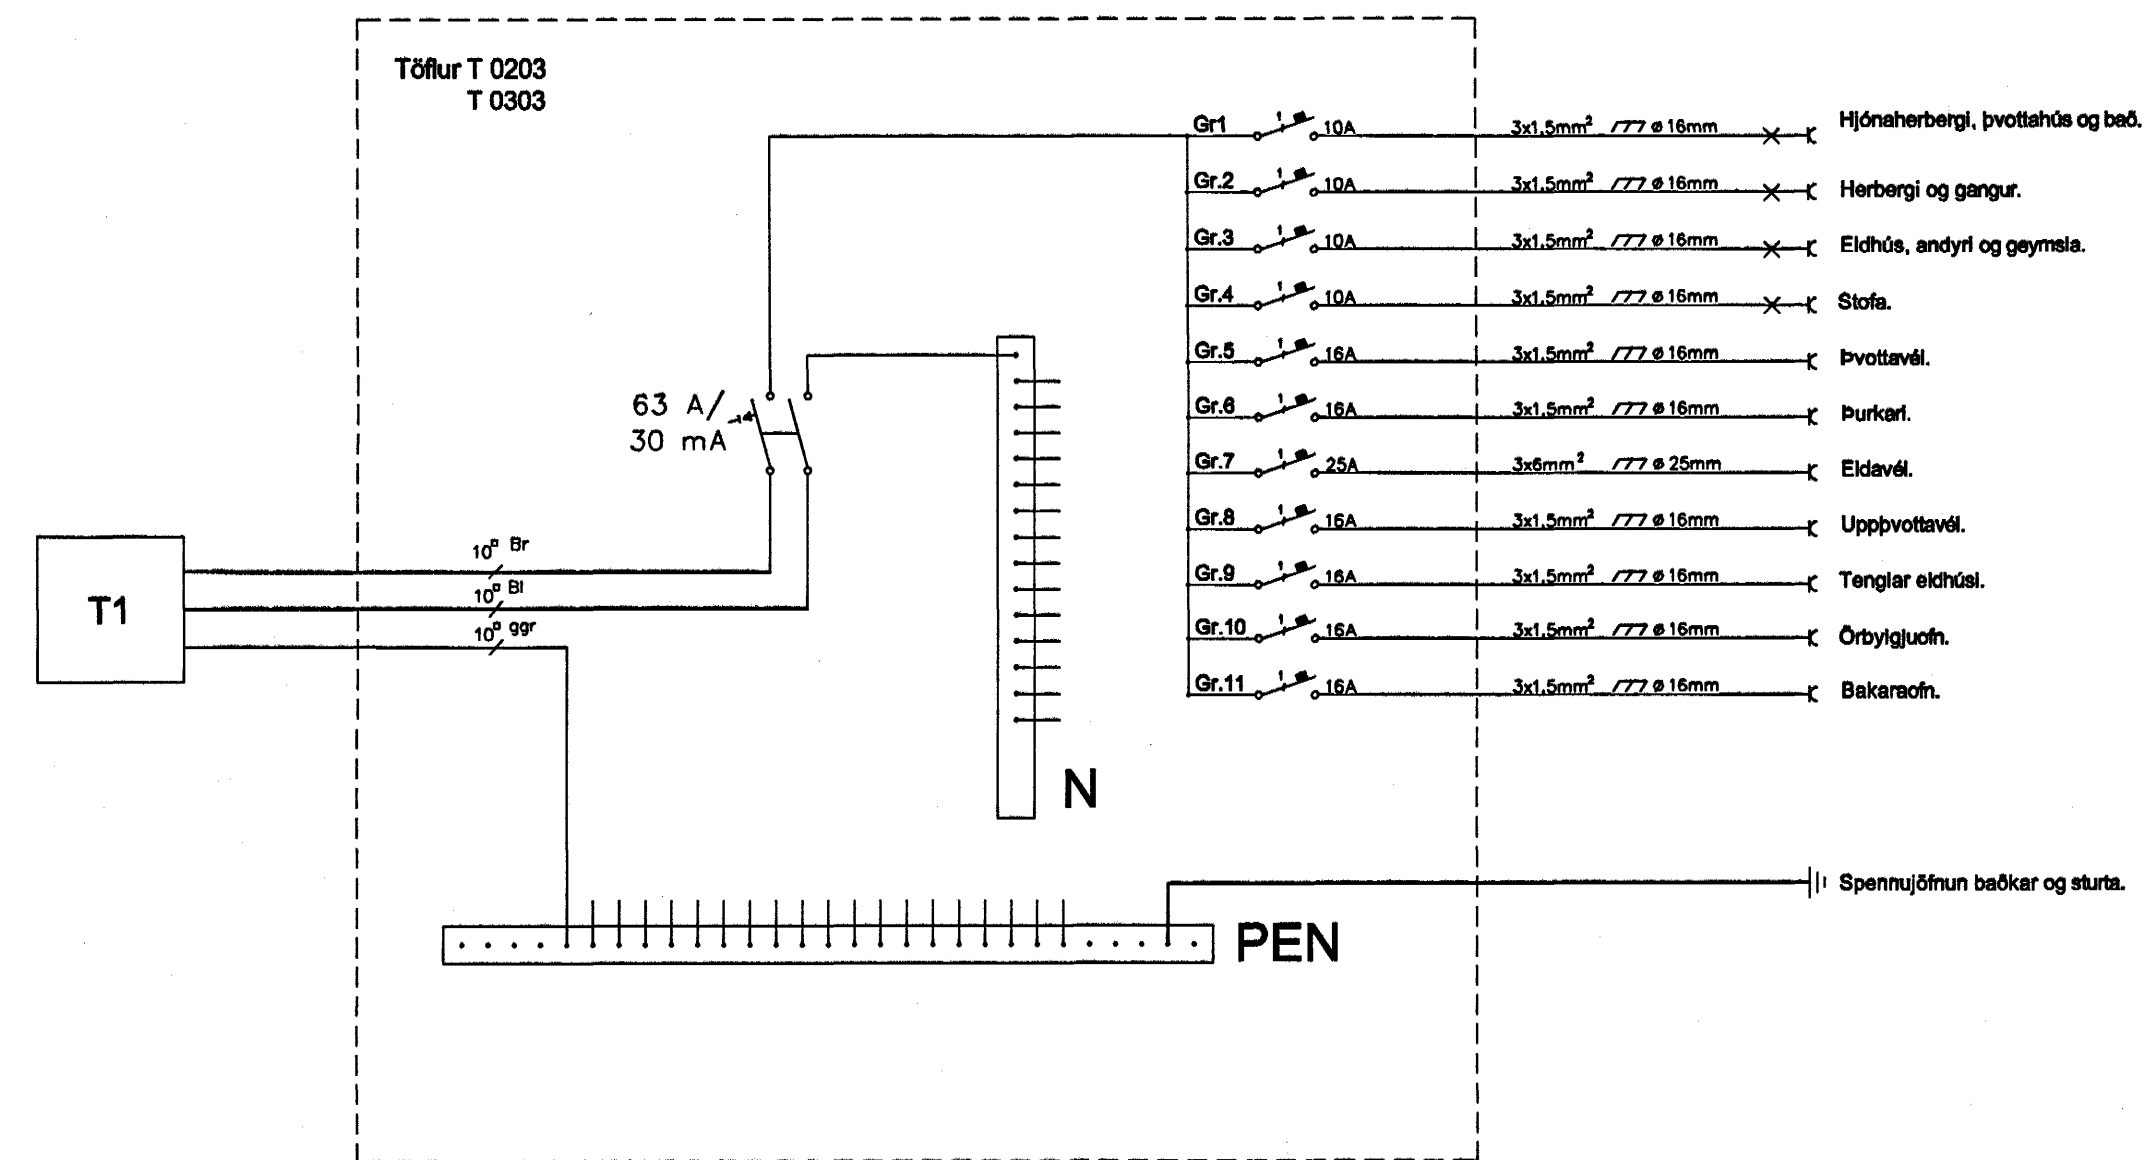 Töflur T 0203
T 0303
Gr1 10A 3x1,5mm² ø 16mm Hjónaherbergi, þvottahús og bað.
Gr.2 10A 3x1,5mm² ø 16mm Herbergi og gangur.
Gr.3 10A 3x1,5mm² ø 16mm Eldhús, andyri og geymsla.
Gr.4 10A 3x1,5mm² ø 16mm Stofa.
Gr.5 16A 3x1,5mm² ø 16mm Þvottavél.
Gr.6 16A 3x1,5mm² ø 16mm Þurkari.
Gr.7 25A 3x6mm² ø 25mm Eldavél.
Gr.8 16A 3x1,5mm² ø 16mm Uppþvottavél.
Gr.9 16A 3x1,5mm² ø 16mm Tenglar eldhúsi.
Gr.10 16A 3x1,5mm² ø 16mm Örbylgjuofn.
Gr.11 16A 3x1,5mm² ø 16mm Bakaraofn.
63 A/
30 mA
10▫ Br
10▫ Bl
10▫ ggr
T1
N
PEN
Spennujöfnun baðkar og sturta.